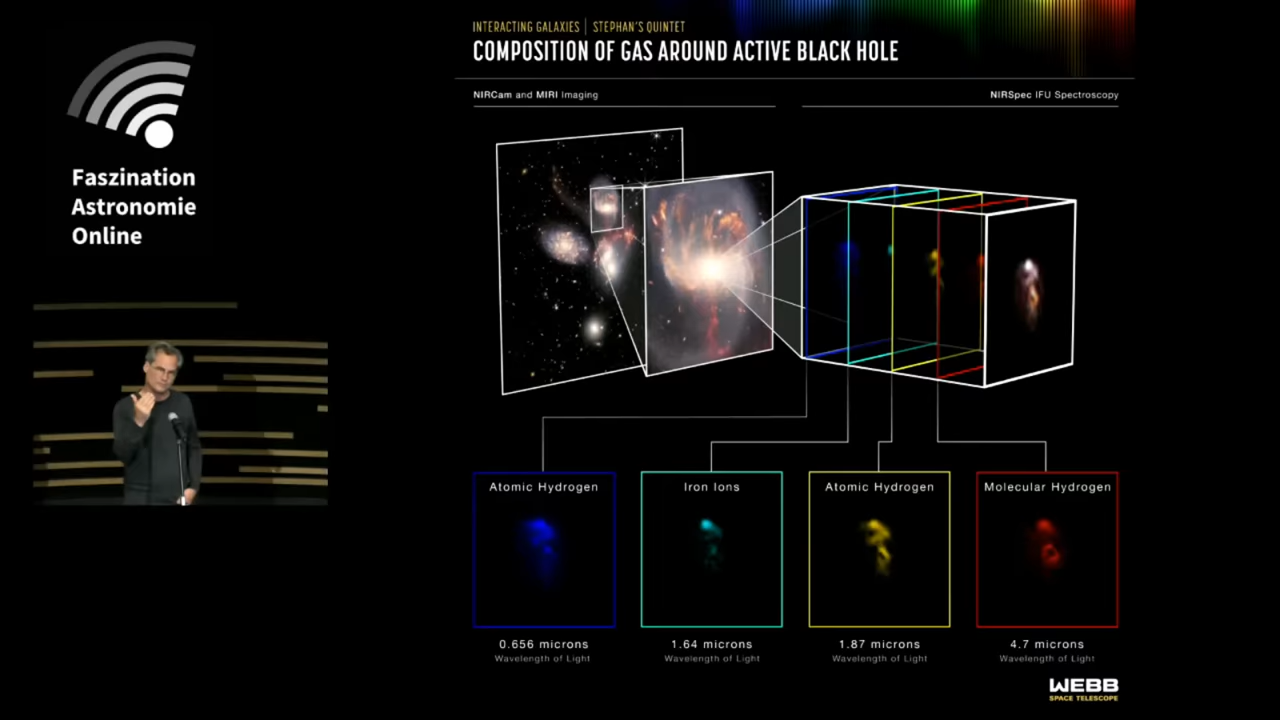 Faszination
Astronomie
Online
INTERACTING GALAXIES | STEPHAN'S QUINTET
COMPOSITION OF GAS AROUND ACTIVE BLACK HOLE
NIRCam and MIRI Imaging
NIRSpec IFU Spectroscopy
Atomic Hydrogen
Iron Ions
Atomic Hydrogen
Molecular Hydrogen
0.656 microns
Wavelength of Light
1.64 microns
Wavelength of Light
1.87 microns
Wavelength of Light
4.7 microns
Wavelength of Light
WEBB
SPACE TELESCOPE